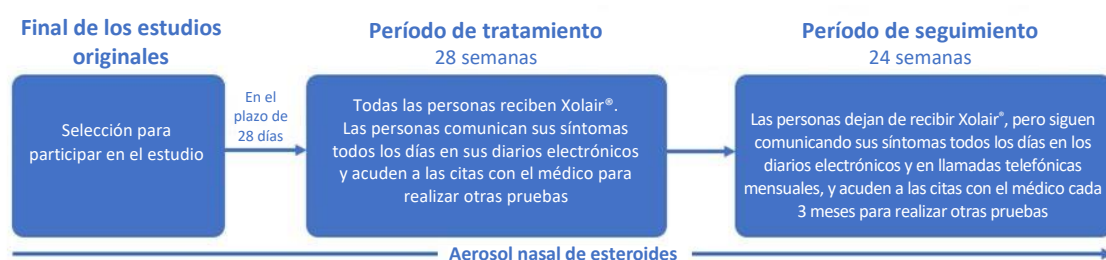 Final de los estudios
originales
Selección para
participar en el estudio
En el
plazo de
28 días
Período de tratamiento
28 semanas
Todas las personas reciben Xolair®.
Las personas comunican sus síntomas
todos los días en sus diarios electrónicos
y acuden a las citas con el médico para
realizar otras pruebas
Período de seguimiento
24 semanas
Las personas dejan de recibir Xolair®, pero siguen
comunicando sus síntomas todos los días en los
diarios electrónicos y en llamadas telefónicas
mensuales, y acuden a las citas con el médico cada
3 meses para realizar otras pruebas
Aerosol nasal de esteroides